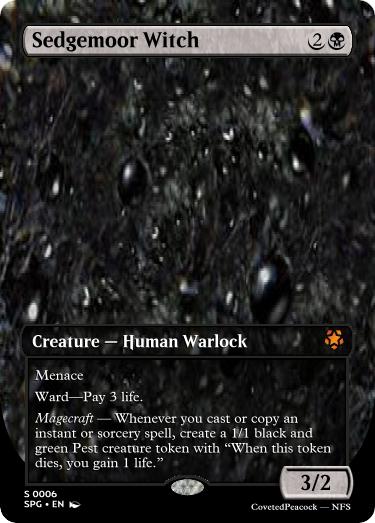 Sedgemoor Witch 2
Creature — Human Warlock
Menace
Ward—Pay 3 life.
Magecraft — Whenever you cast or copy an
instant or sorcery spell, create a 1/1 black and
green Pest creature token with “When this token
dies, you gain 1 life.”
3/2
S 0006
SPG • EN
CovetedPeacock — NFS